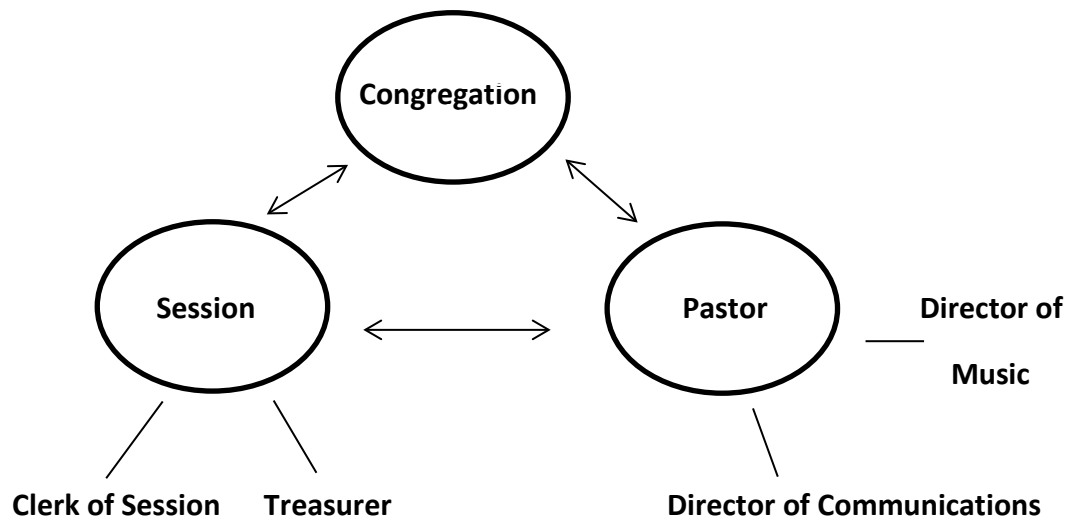 Congregation
Session
Pastor
Director of
Music
Clerk of Session
Treasurer
Director of Communications